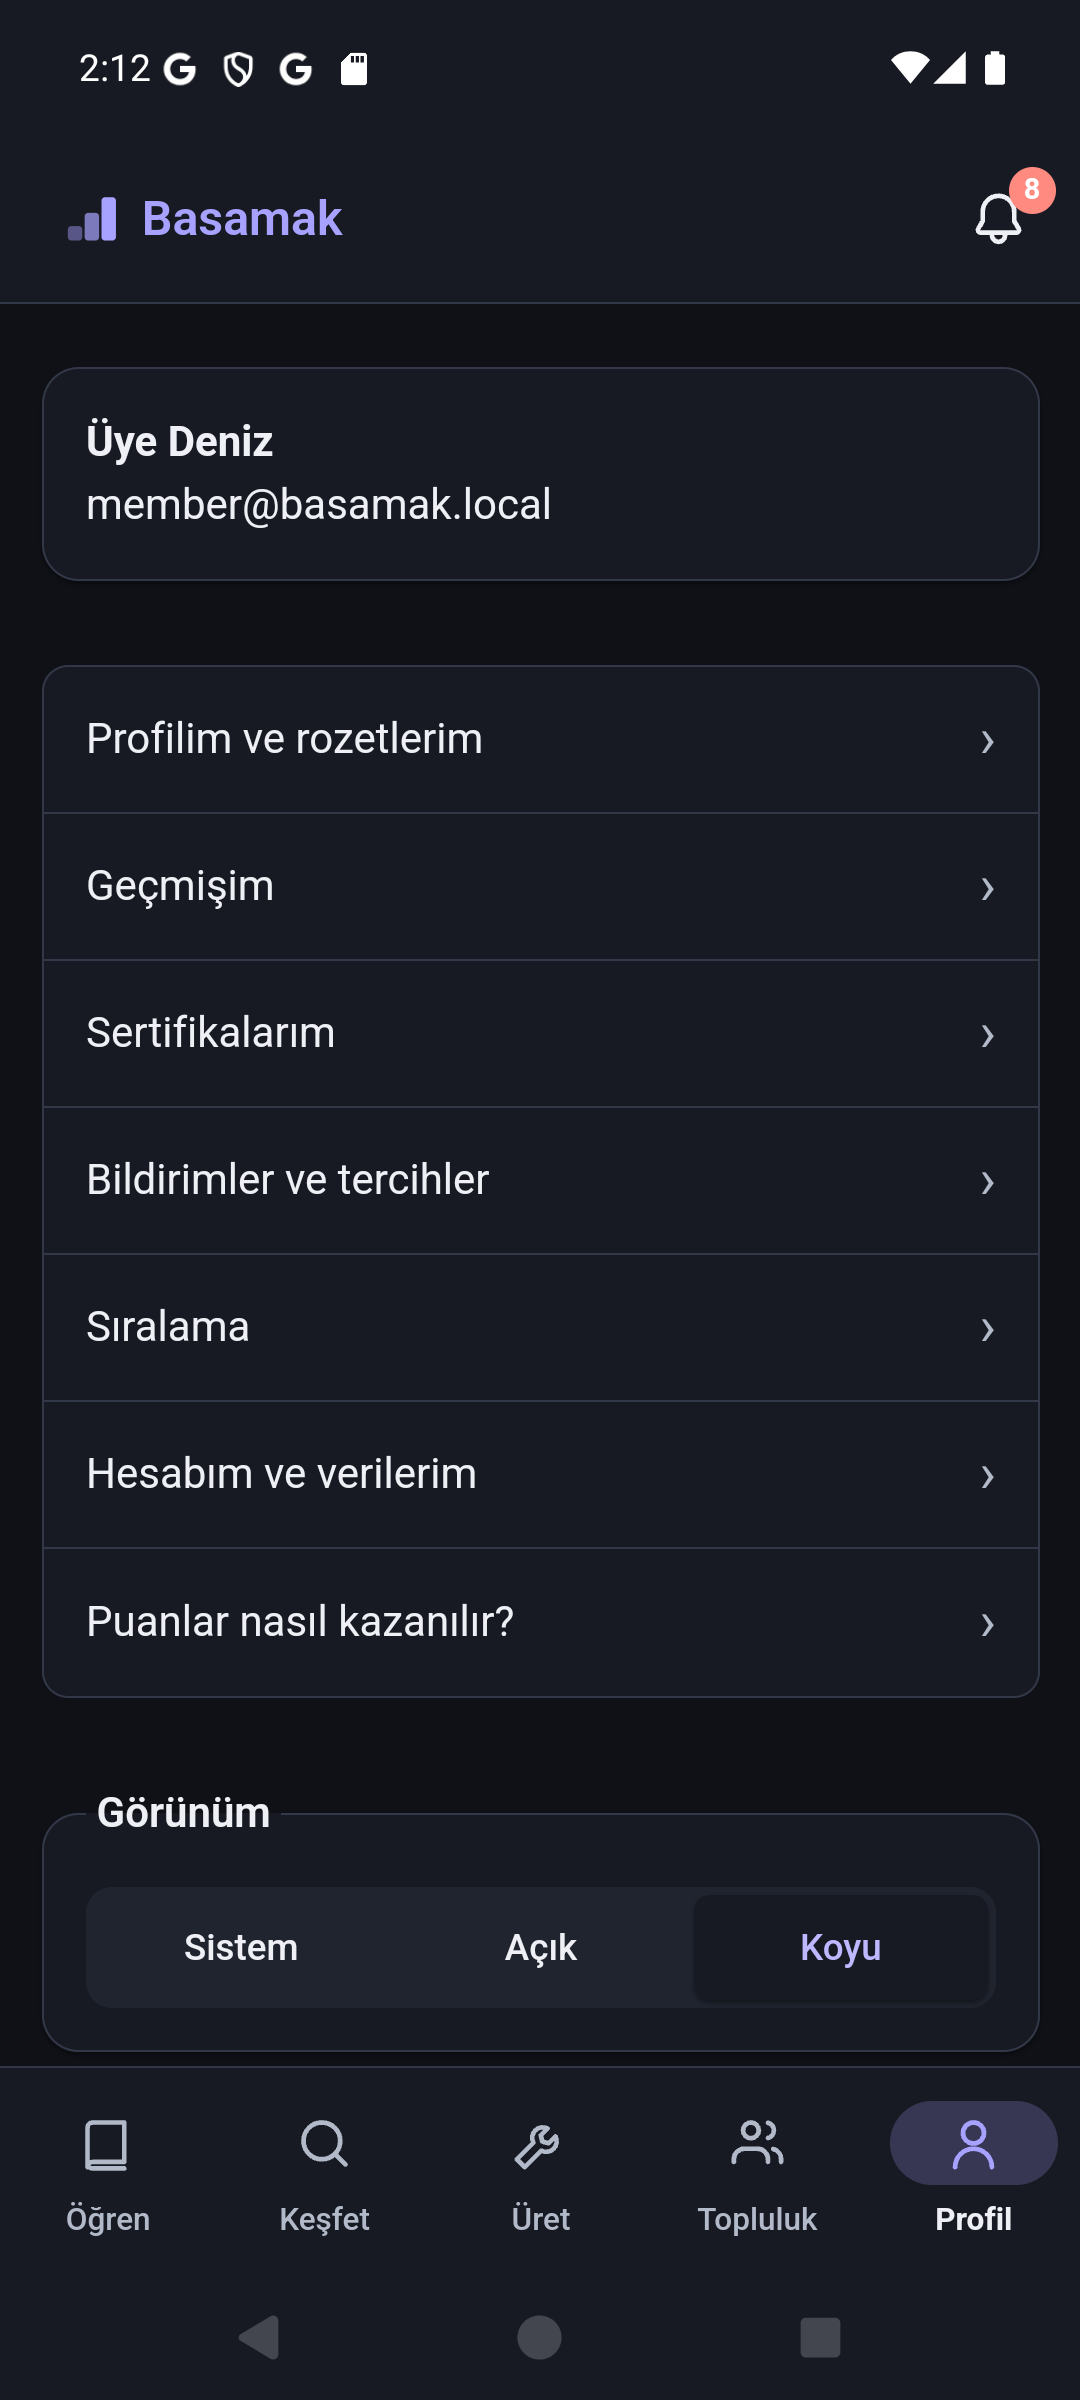 2:12
Basamak
8
Üye Deniz
member@basamak.local
Profilim ve rozetlerim
Geçmişim
Sertifikalarım
Bildirimler ve tercihler
Sıralama
Hesabım ve verilerim
Puanlar nasıl kazanılır?
Görünüm
Sistem Açık Koyu
Öğren Keşfet Üret Topluluk Profil